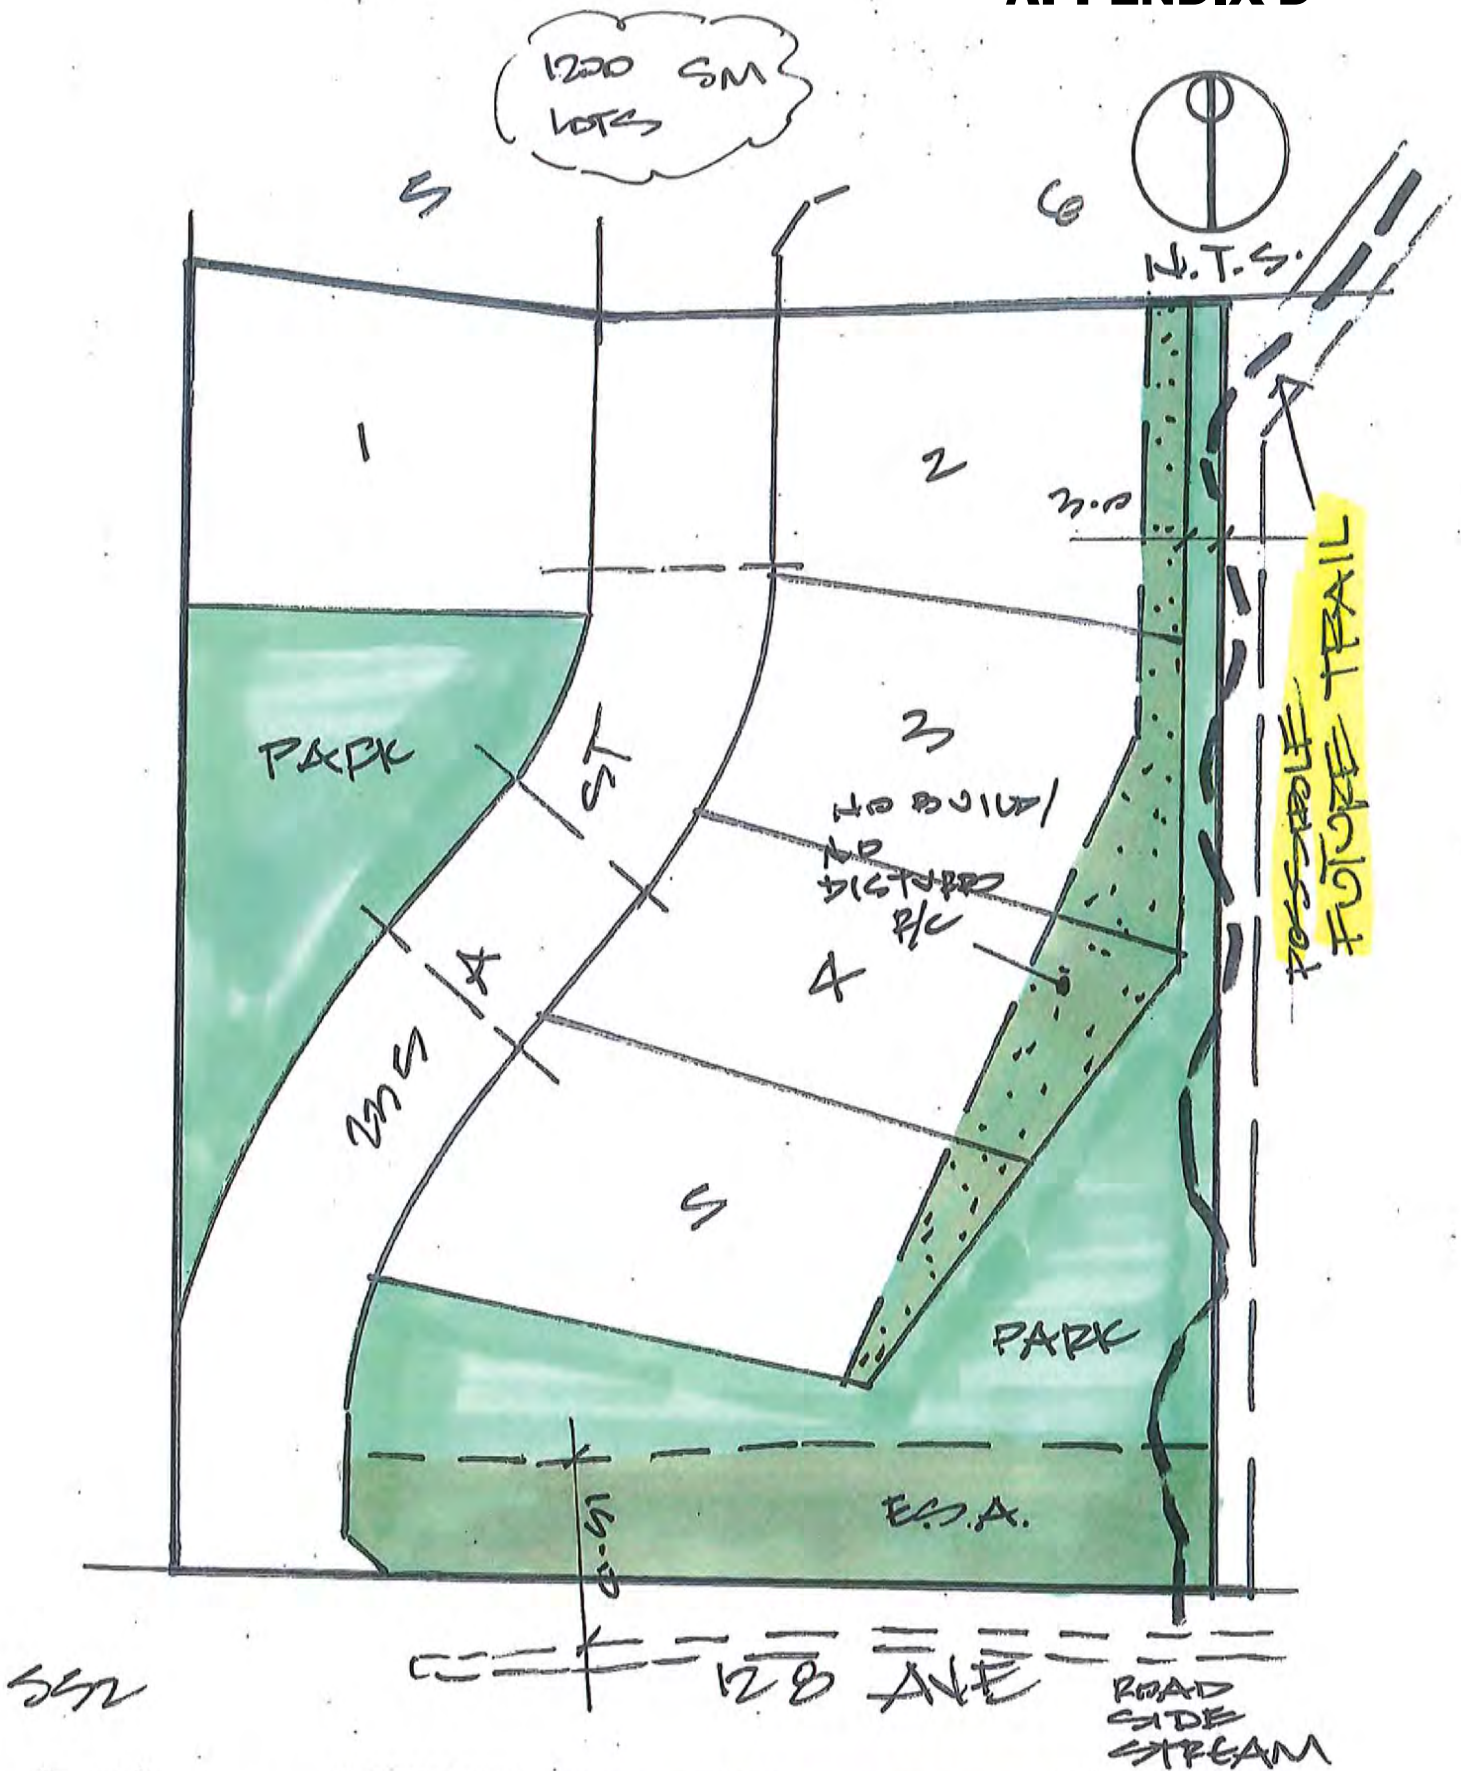 APPENDIX D
1200 SM
LOTS
5
6
N.T.S.
1
2
3.0
PARK
ST
3
NO BUILD/
NO
DISTURB
R/C
POSSIBLE
FUTURE TRAIL
A
4
5
PARK
E.S.A.
15.0
128 AVE
ROAD
SIDE
STREAM